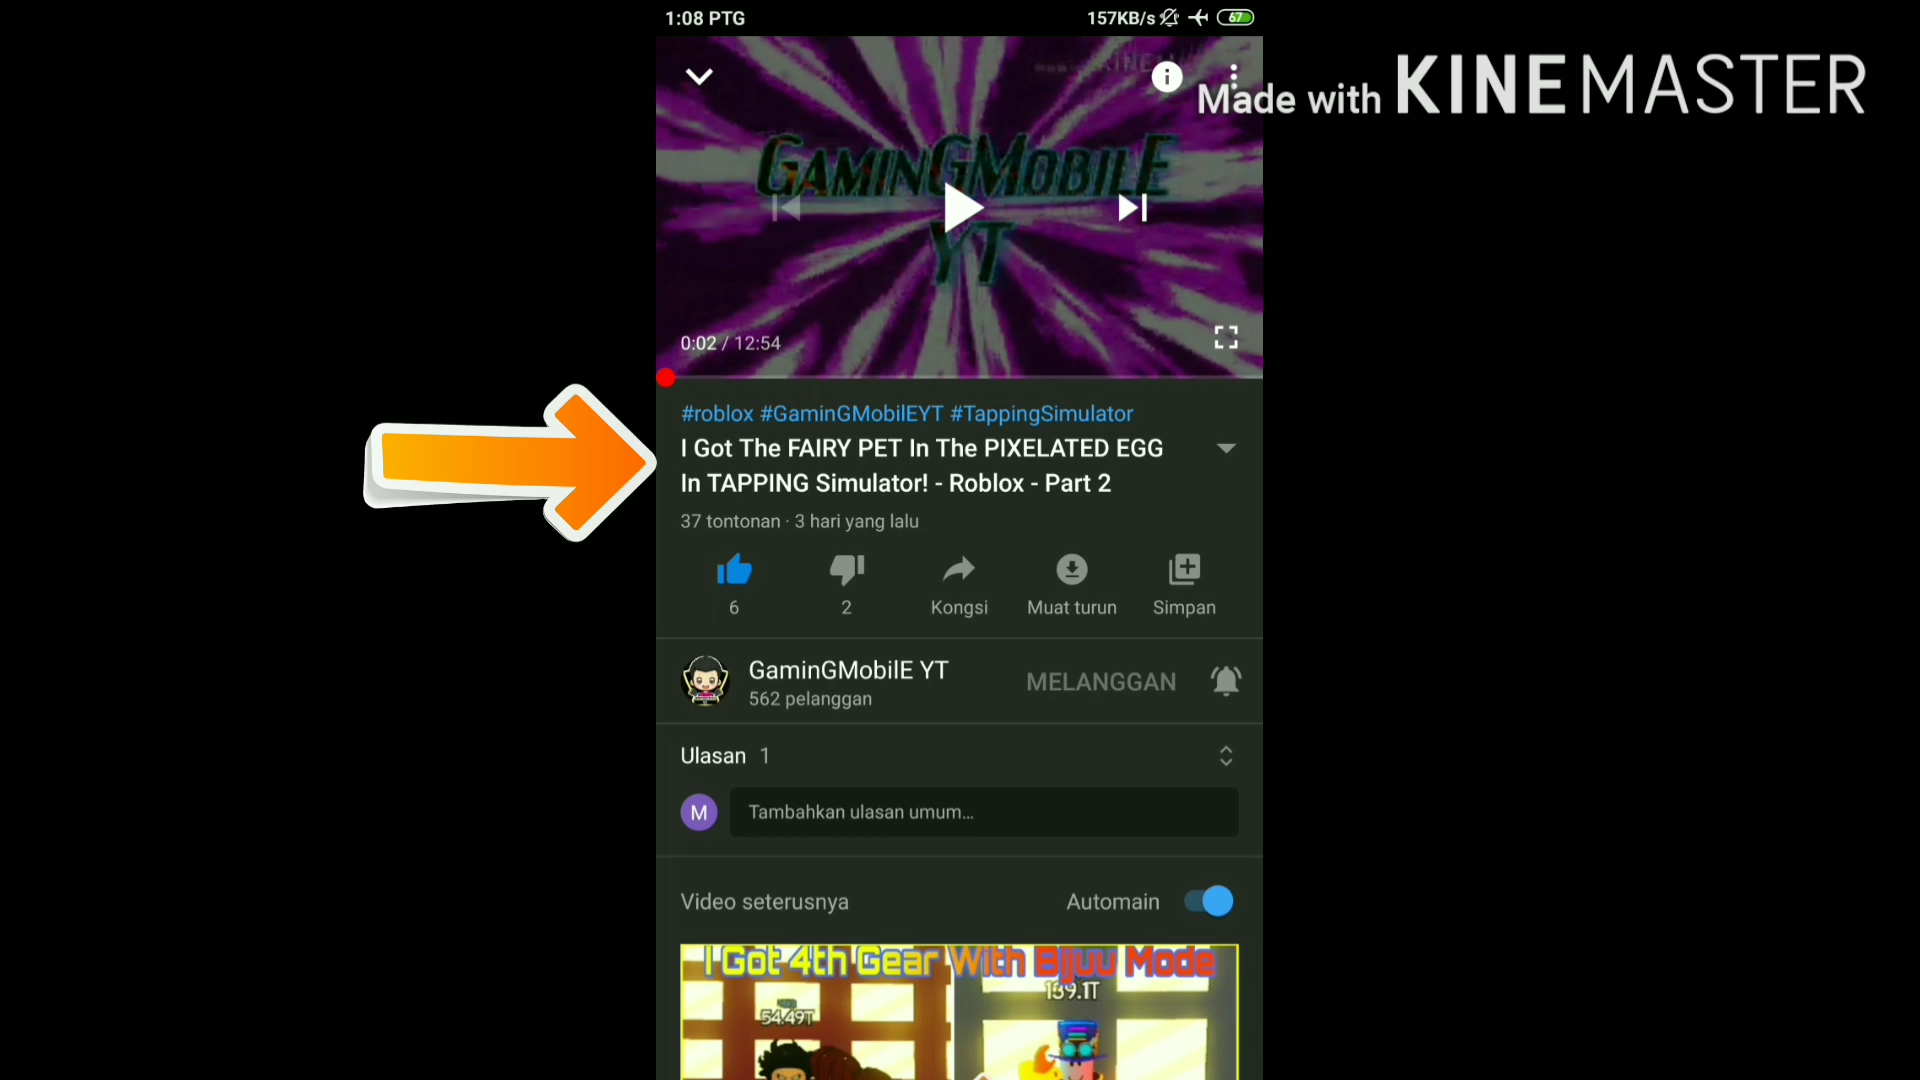 1:08 PTG
157KB/s
67
Made with KINEMASTER
GaminGMobilE
YT
0:02 / 12:54
#roblox #GaminGMobilEYT #TappingSimulator
I Got The FAIRY PET In The PIXELATED EGG
In TAPPING Simulator! - Roblox - Part 2
37 tontonan · 3 hari yang lalu
6
2
Kongsi
Muat turun
Simpan
GaminGMobilE YT
562 pelanggan
MELANGGAN
Ulasan 1
M
Tambahkan ulasan umum...
Video seterusnya
Automain
I Got 4th Gear With Bijuu Mode
139.1T
54.49T